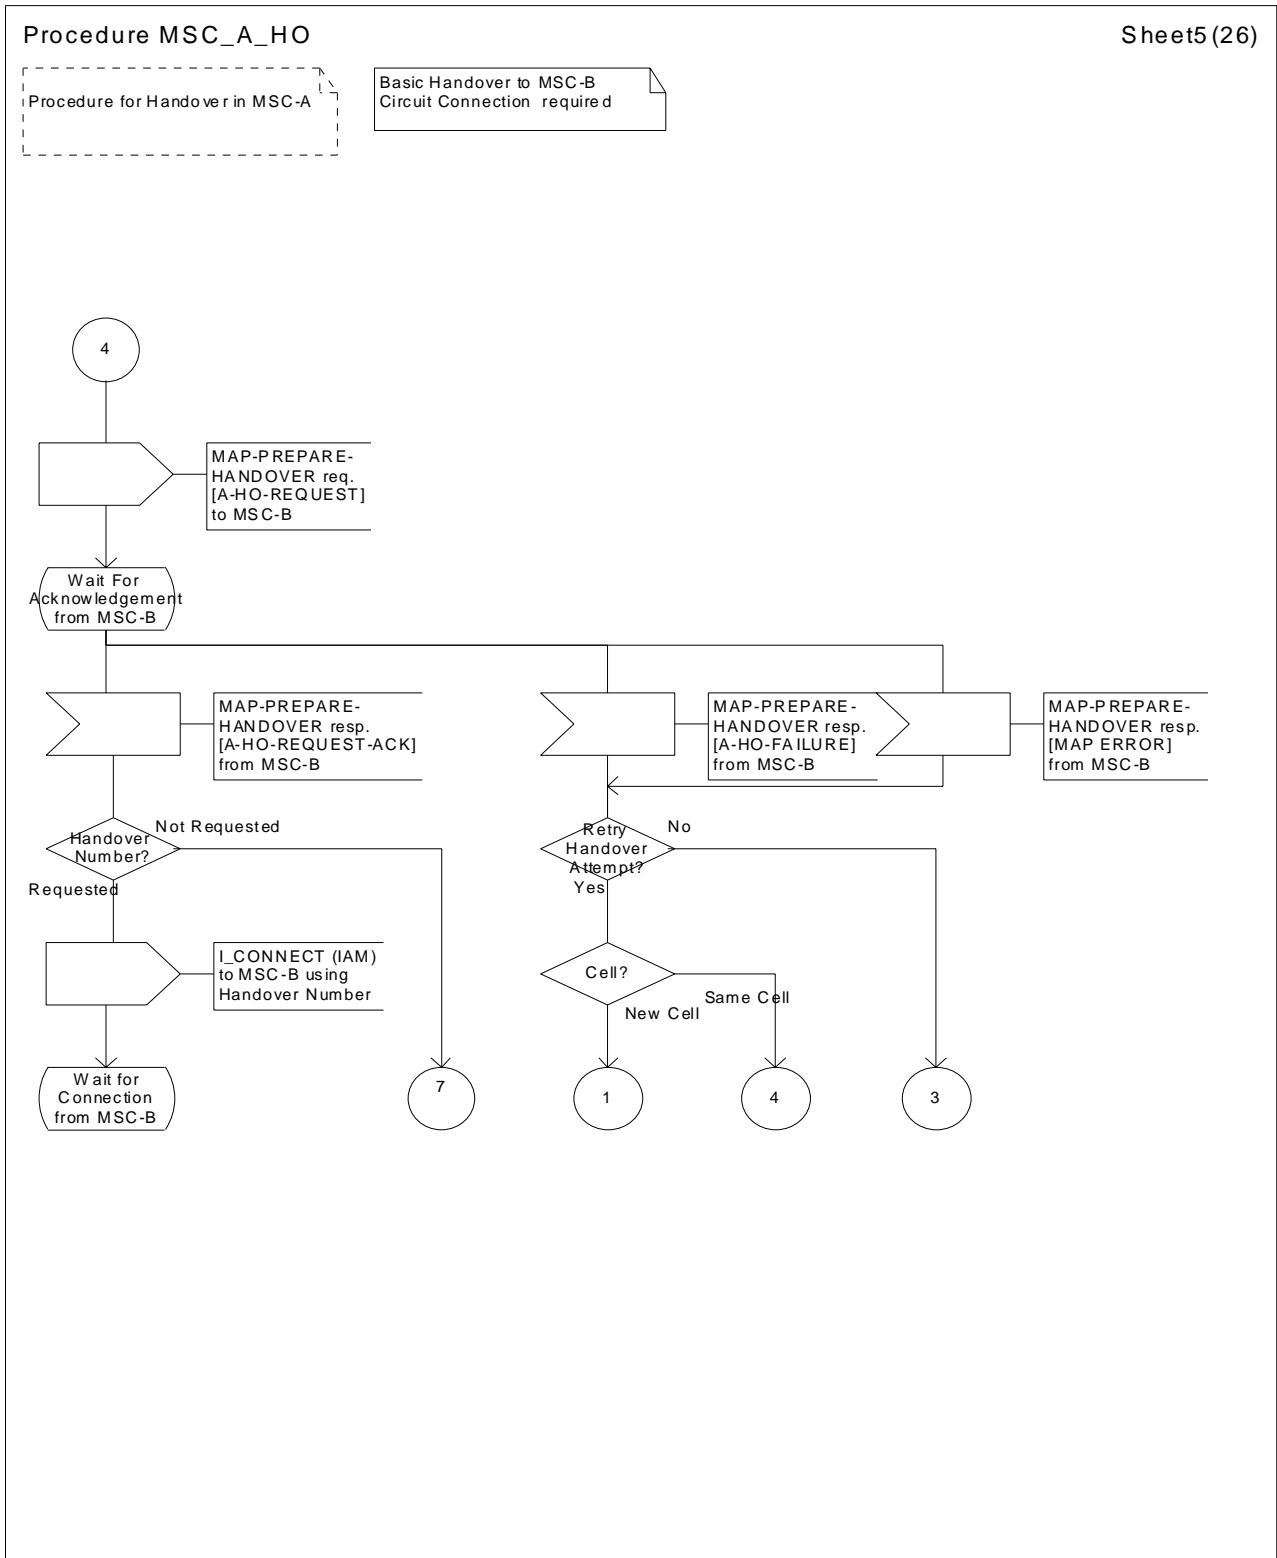 Procedure MSC_A_HO
Sheet5 (26)
Procedure for Handover in MSC-A
Basic Handover to MSC-B
Circuit Connection required
4
MAP-PREPARE-
HANDOVER req.
[A-HO-REQUEST]
to MSC-B
Wait For
Acknowledgement
from MSC-B
MAP-PREPARE-
HANDOVER resp.
[A-HO-REQUEST-ACK]
from MSC-B
MAP-PREPARE-
HANDOVER resp.
[A-HO-FAILURE]
from MSC-B
MAP-PREPARE-
HANDOVER resp.
[MAP ERROR]
from MSC-B
Handover
Number?
Not Requested
Requested
Retry
Handover
Attempt?
No
Yes
I_CONNECT (IAM)
to MSC-B using
Handover Number
Cell?
Same Cell
New Cell
Wait for
Connection
from MSC-B
7
1
4
3